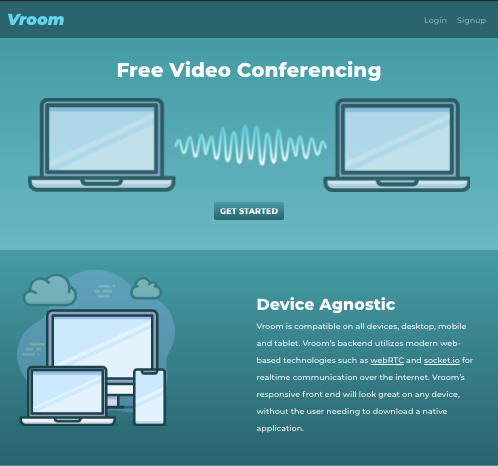 Vroom
Login Signup
Free Video Conferencing
GET STARTED
Device Agnostic
Vroom is compatible on all devices, desktop, mobile
and tablet. Vroom's backend utilizes modern web-
based technologies such as webRTC and socket.io for
realtime communication over the internet. Vroom's
responsive front end will look great on any device,
without the user needing to download a native
application.